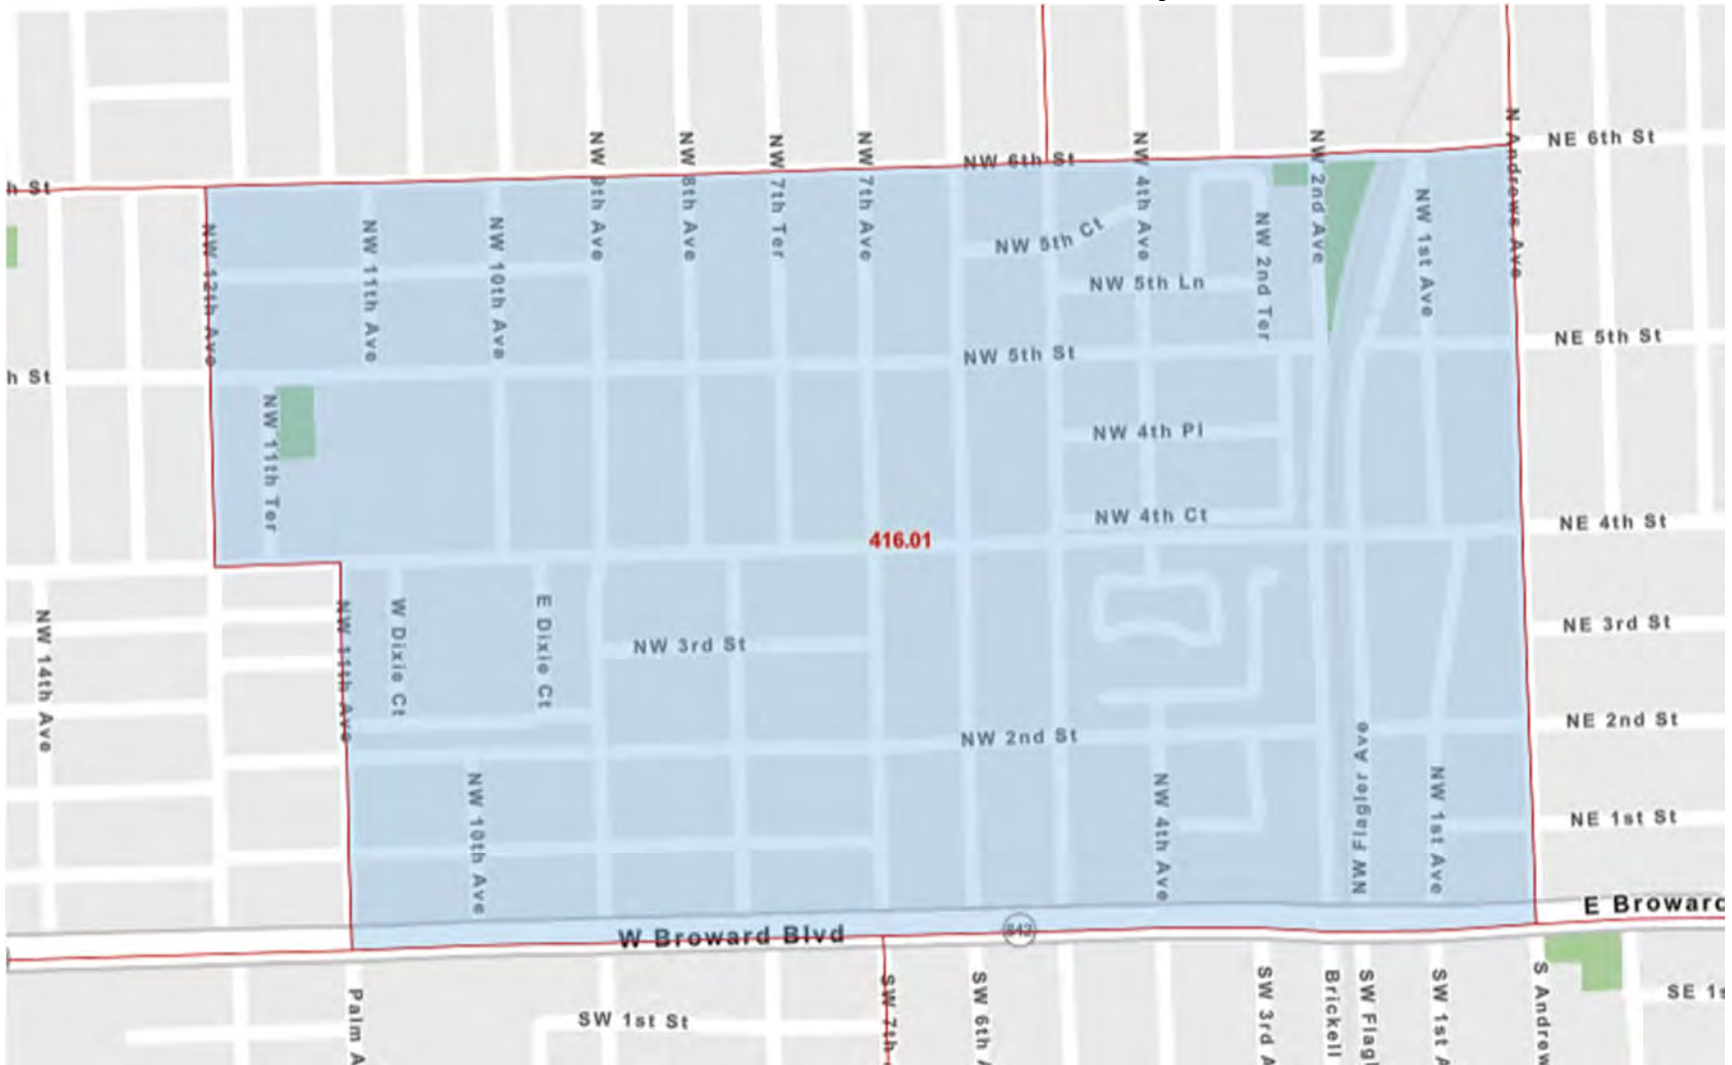 NW 9th Ave
NW 8th Ave
NW 7th Ter
NW 7th Ave
NW 6th St
NW 4th Ave
NW 2nd Ave
N Andrews Ave
NE 6th St
h St
NW 12th Ave
NW 11th Ave
NW 10th Ave
NW 5th Ct
NW 5th Ln
NW 2nd Ter
NW 1st Ave
NE 5th St
NW 5th St
h St
NW 11th Ter
NW 4th Pl
NW 4th Ct
NE 4th St
416.01
NW 14th Ave
NW 11th Ave
W Dixie Ct
E Dixie Ct
NW 3rd St
NE 3rd St
NW 2nd St
NE 2nd St
NW 10th Ave
NW 4th Ave
NW Flagler Ave
NW 1st Ave
NE 1st St
W Broward Blvd
842
E Broward
Palm A
SW 1st St
SW 7th
SW 6th A
SW 3rd A
Brickell
SW Flagl
SW 1st A
S Andrew
SE 1s